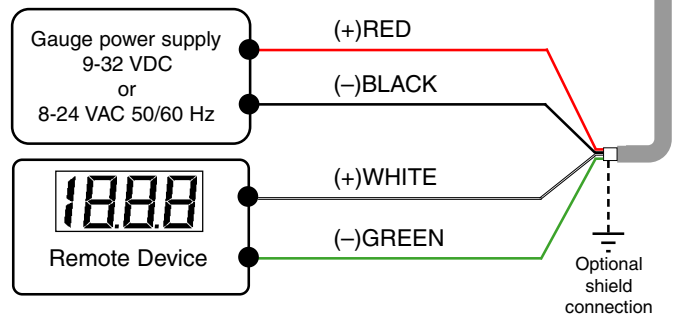 Gauge power supply
9-32 VDC
or
8-24 VAC 50/60 Hz
(+)RED
(–)BLACK
18.8.8
Remote Device
(+)WHITE
(–)GREEN
Optional
shield
connection